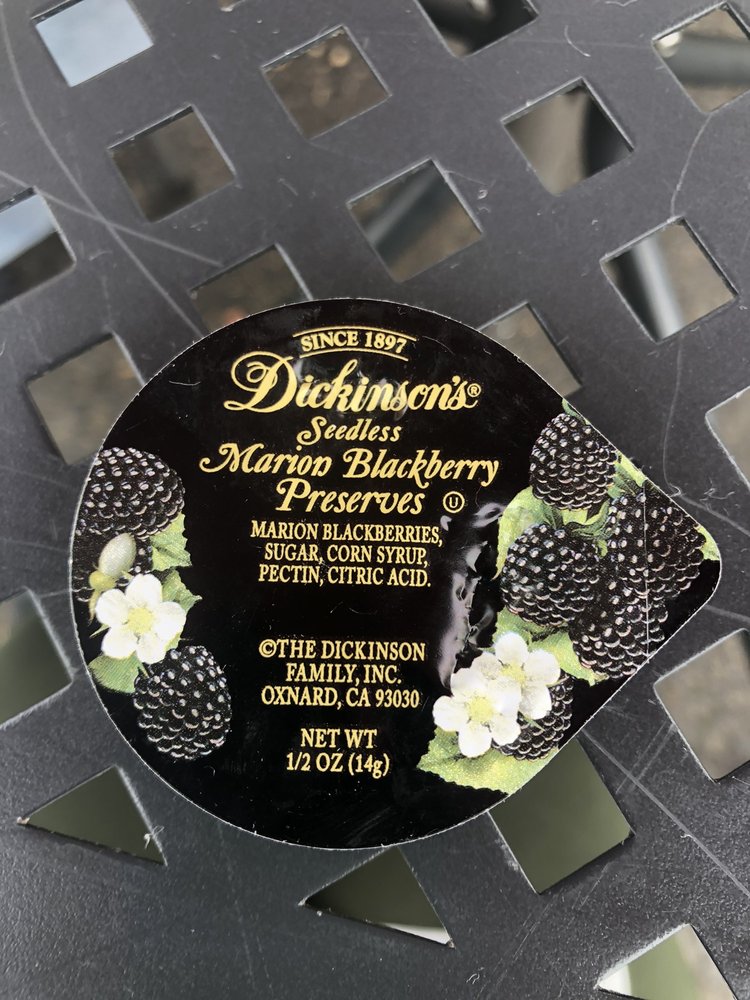 SINCE 1897
Dickinson's®
Seedless
Marion Blackberry
Preserves Ⓤ
MARION BLACKBERRIES,
SUGAR, CORN SYRUP,
PECTIN, CITRIC ACID.
©THE DICKINSON
FAMILY, INC.
OXNARD, CA 93030
NET WT
1/2 OZ (14g)